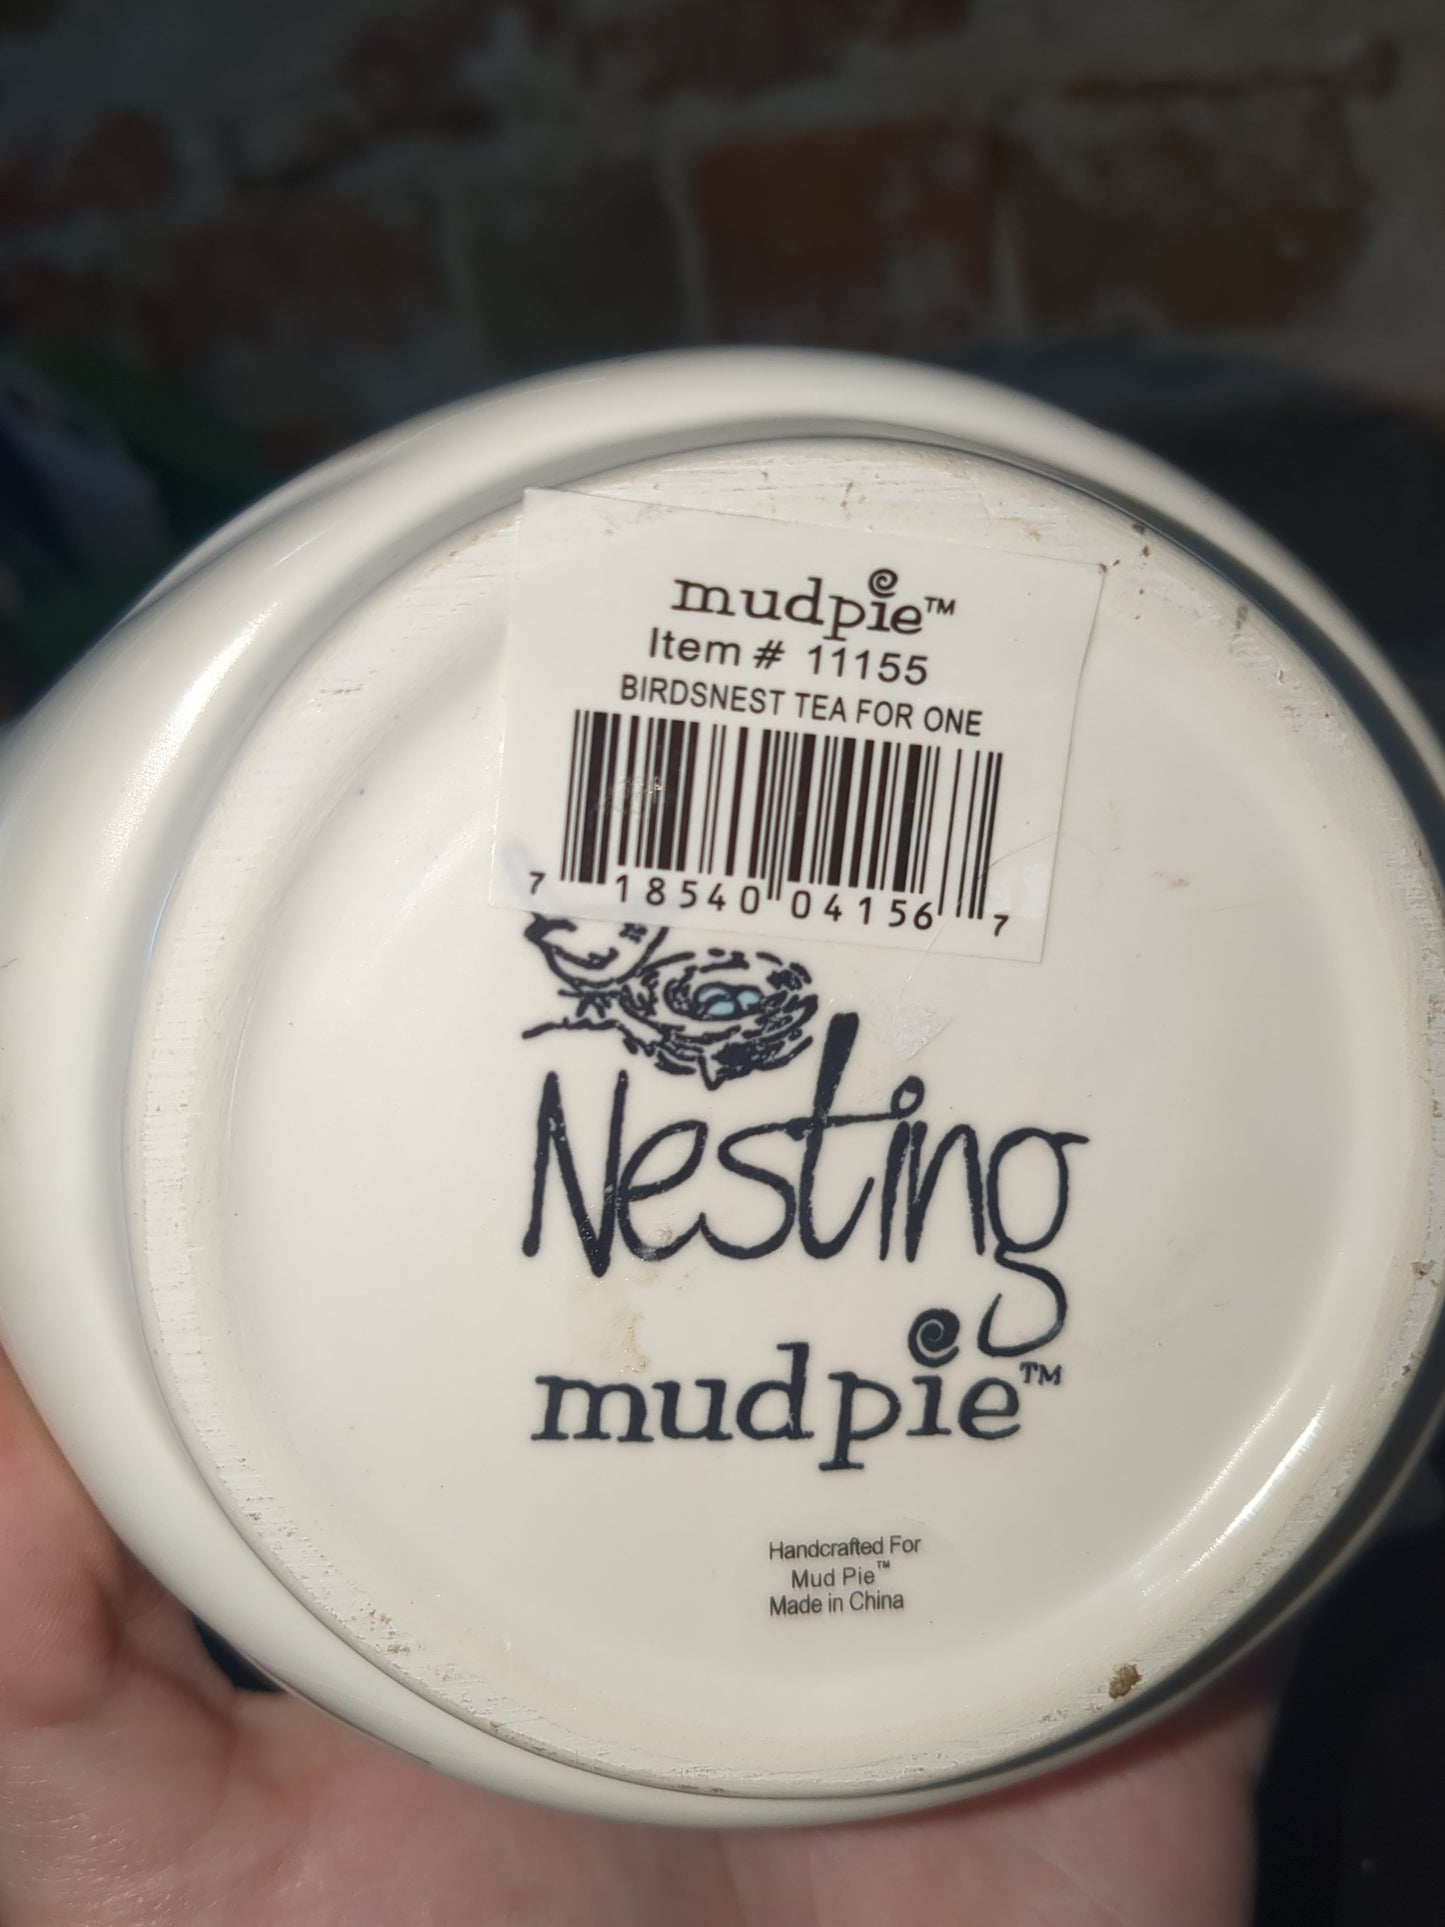 mudpie™
Item # 11155
BIRDSNEST TEA FOR ONE
7 18540 04156 7
Nesting
mudpie™
Handcrafted For
Mud Pie™
Made in China